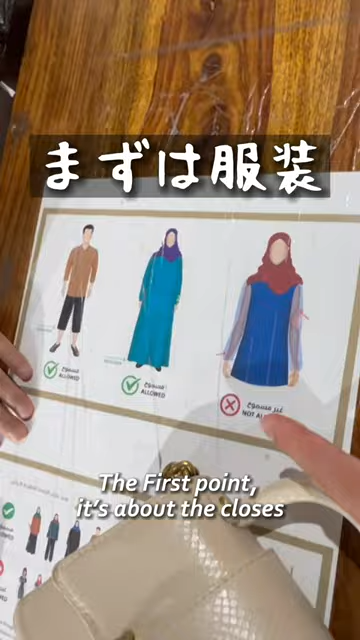 まずは服装
مسموح
ALLOWED
مسموح
ALLOWED
غير مسموح
NOT AL
The First point,
it's about the closes